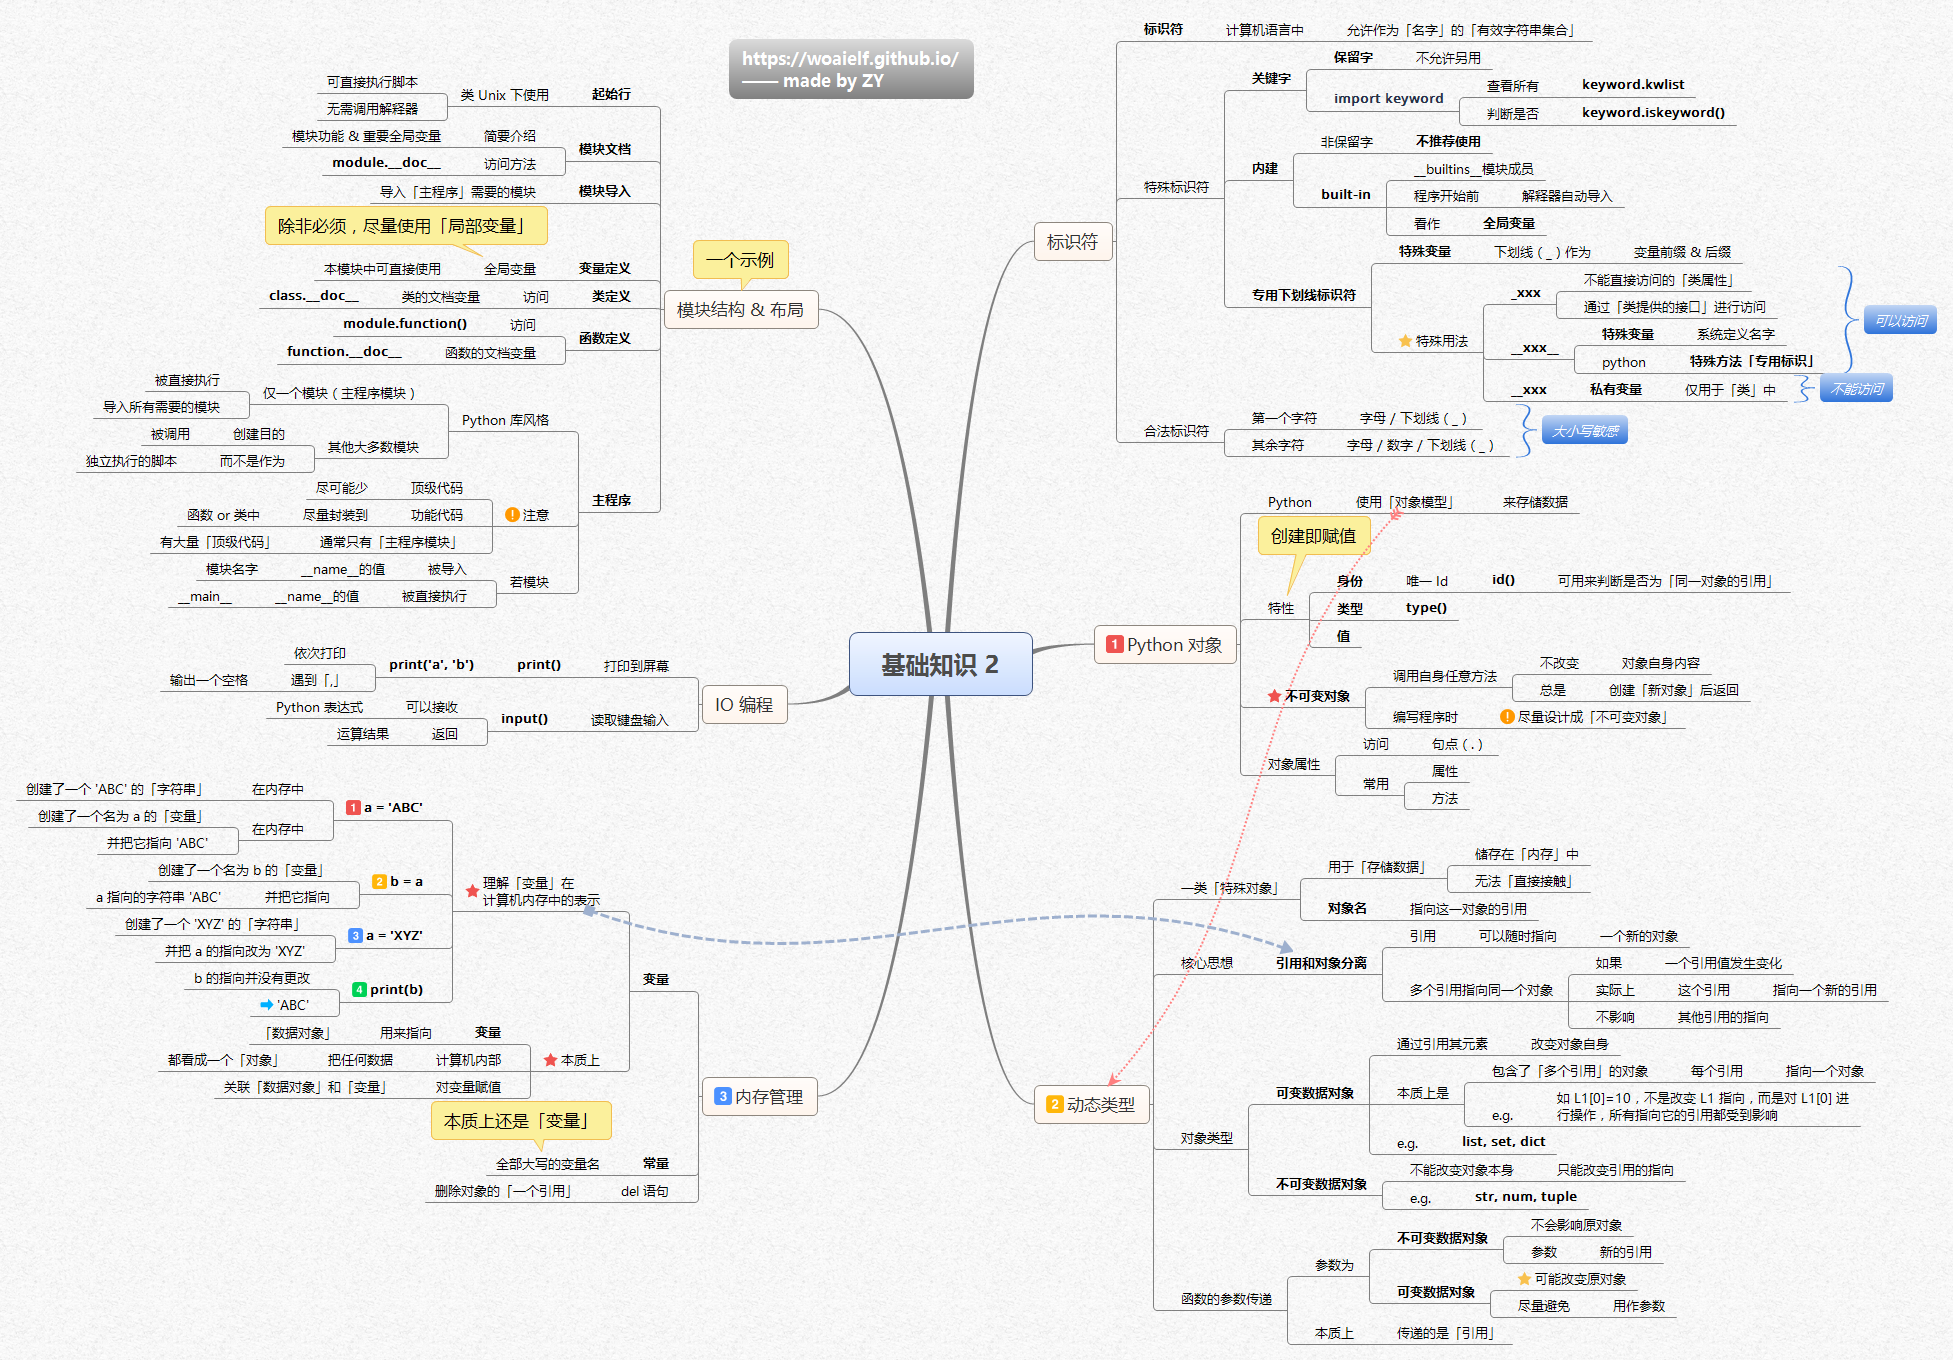 https://woaielf.github.io/
—— made by ZY
基础知识 2
标识符
标识符 计算机语言中 允许作为「名字」的「有效字符串集合」
特殊标识符
关键字
保留字 不允许另用
import keyword
查看所有 keyword.kwlist
判断是否 keyword.iskeyword()
内建
非保留字 不推荐使用
built-in
__builtins__模块成员
程序开始前 解释器自动导入
看作 全局变量
专用下划线标识符
特殊变量 下划线 ( _ ) 作为 变量前缀 & 后缀
特殊用法
_xxx
不能直接访问的「类属性」
通过「类提供的接口」进行访问
__xxx__
特殊变量 系统定义名字
python 特殊方法「专用标识」
可以访问
__xxx 私有变量 仅用于「类」中
不能访问
合法标识符
第一个字符 字母 / 下划线 ( _ )
其余字符 字母 / 数字 / 下划线 ( _ )
大小写敏感
1 Python 对象
Python 使用「对象模型」 来存储数据
创建即赋值
特性
身份 唯一 Id id() 可用来判断是否为「同一对象的引用」
类型 type()
值
不可变对象
调用自身任意方法
不改变 对象自身内容
总是 创建「新对象」后返回
编写程序时 尽量设计成「不可变对象」
对象属性
访问 句点 ( . )
常用
属性
方法
2 动态类型
一类「特殊对象」
用于「存储数据」
储存在「内存」中
无法「直接接触」
对象名 指向这一对象的引用
核心思想 引用和对象分离
引用 可以随时指向 一个新的对象
多个引用指向同一个对象
如果 一个引用值发生变化
实际上 这个引用 指向一个新的引用
不影响 其他引用的指向
对象类型
可变数据对象
通过引用其元素 改变对象自身
本质上是
包含了「多个引用」的对象 每个引用 指向一个对象
e.g. 如 L1[0]=10，不是改变 L1 指向，而是对 L1[0] 进
行操作，所有指向它的引用都受到影响
e.g. list, set, dict
不可变数据对象
不能改变对象本身 只能改变引用的指向
e.g. str, num, tuple
函数的参数传递
参数为
不可变数据对象
不会影响原对象
参数 新的引用
可变数据对象
可能改变原对象
尽量避免 用作参数
本质上 传递的是「引用」
一个示例
模块结构 & 布局
起始行
类 Unix 下使用
可直接执行脚本
无需调用解释器
模块文档
简要介绍 模块功能 & 重要全局变量
访问方法 module.__doc__
模块导入 导入「主程序」需要的模块
除非必须，尽量使用「局部变量」
变量定义 全局变量 本模块中可直接使用
类定义 访问 类的文档变量 class.__doc__
函数定义
访问 module.function()
函数的文档变量 function.__doc__
主程序
Python 库风格
仅一个模块（主程序模块）
被直接执行
导入所有需要的模块
其他大多数模块
创建目的 被调用
而不是作为 独立执行的脚本
注意
顶级代码 尽可能少
功能代码 尽量封装到 函数 or 类中
通常只有「主程序模块」 有大量「顶级代码」
若模块
被导入 __name__的值 模块名字
被直接执行 __name__的值 __main__
IO 编程
打印到屏幕 print() print('a', 'b')
依次打印
遇到「,」 输出一个空格
读取键盘输入 input()
可以接收 Python 表达式
返回 运算结果
3 内存管理
变量
理解「变量」在
计算机内存中的表示
1 a = 'ABC'
在内存中 创建了一个 'ABC' 的「字符串」
在内存中
创建了一个名为 a 的「变量」
并把它指向 'ABC'
2 b = a
创建了一个名为 b 的「变量」
并把它指向 a 指向的字符串 'ABC'
3 a = 'XYZ'
创建了一个 'XYZ' 的「字符串」
并把 a 的指向改为 'XYZ'
4 print(b)
b 的指向并没有更改
'ABC'
本质上
变量 用来指向 「数据对象」
计算机内部 把任何数据 都看成一个「对象」
对变量赋值 关联「数据对象」和「变量」
本质上还是「变量」
常量 全部大写的变量名
del 语句 删除对象的「一个引用」